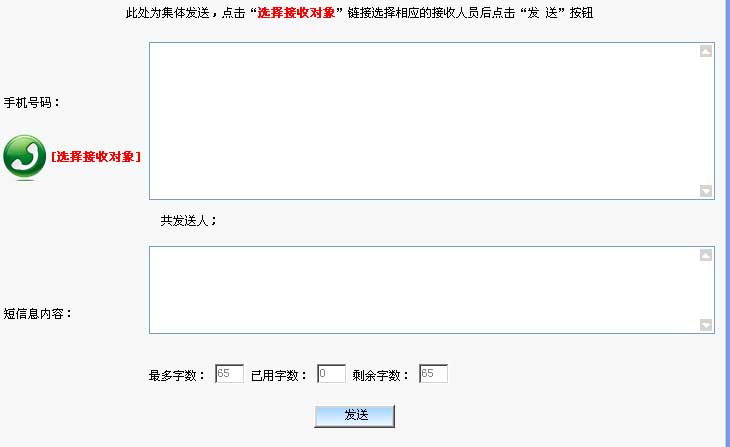 此处为集体发送，点击“选择接收对象”链接选择相应的接收人员后点击“发 送”按钮
手机号码：
[选择接收对象]
共发送人；
短信息内容：
最多字数： 65 已用字数： 0 剩余字数： 65
发送